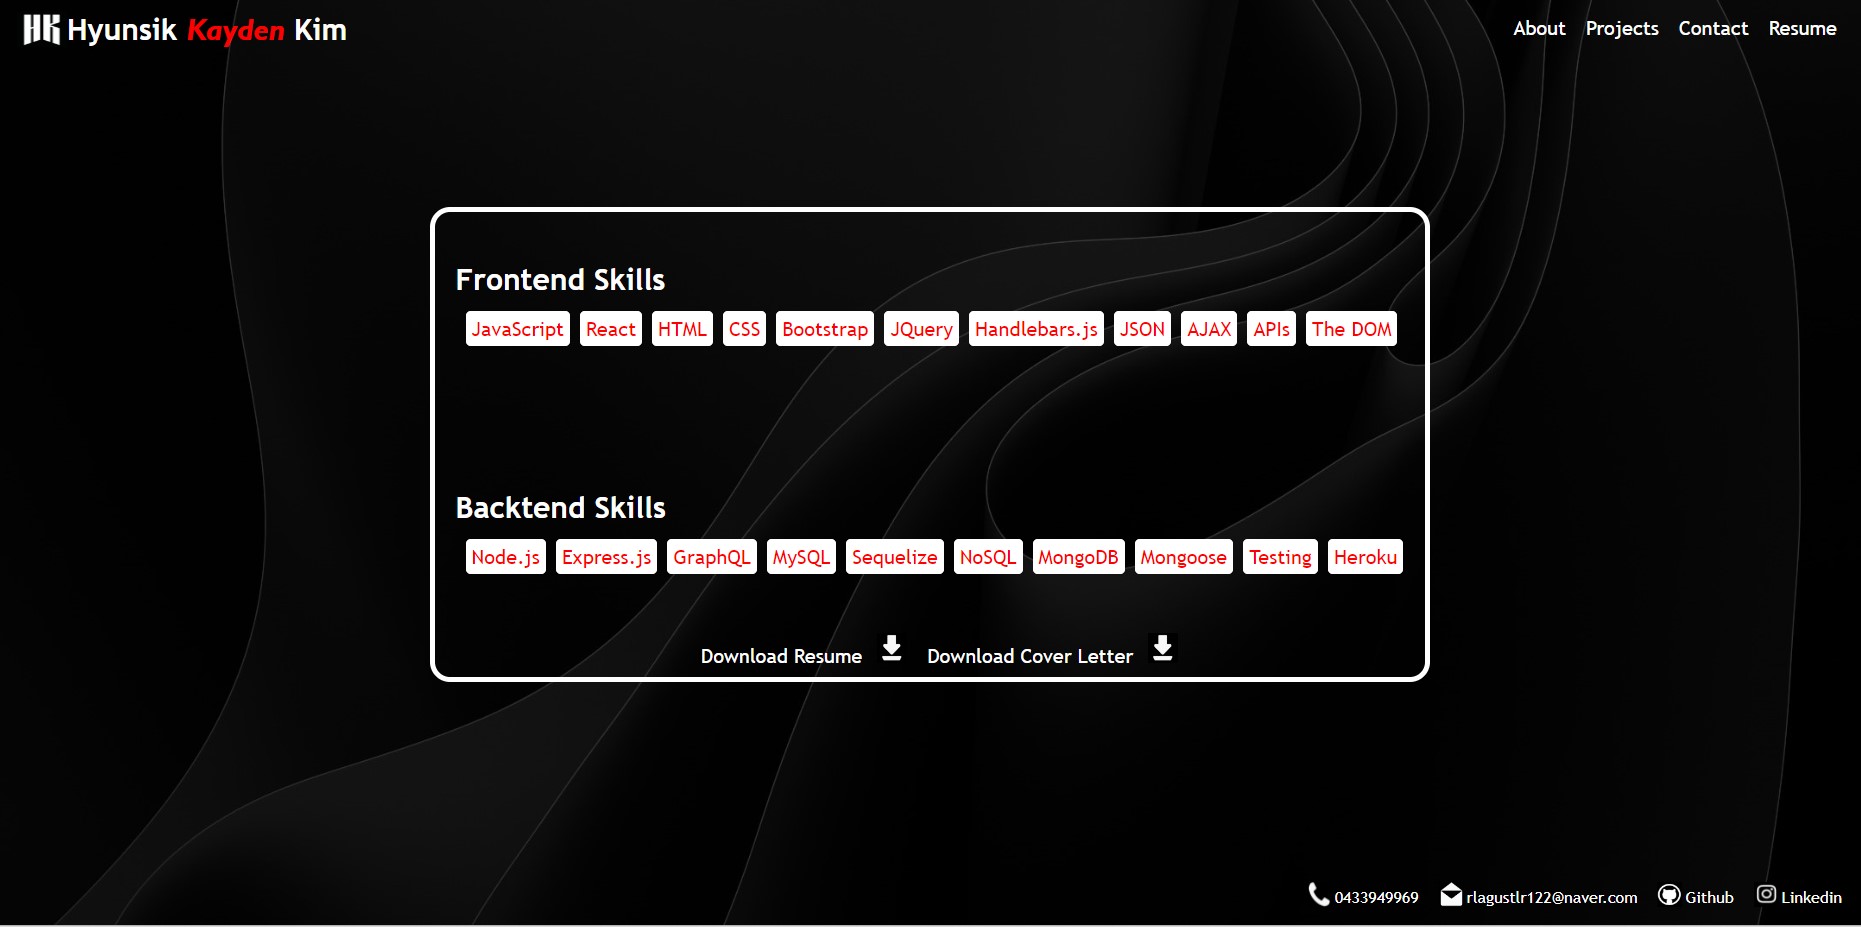 HK Hyunsik Kayden Kim
About Projects Contact Resume
Frontend Skills
JavaScript React HTML CSS Bootstrap JQuery Handlebars.js JSON AJAX APIs The DOM
Backtend Skills
Node.js Express.js GraphQL MySQL Sequelize NoSQL MongoDB Mongoose Testing Heroku
Download Resume Download Cover Letter
0433949969 rlagustlr122@naver.com Github Linkedin